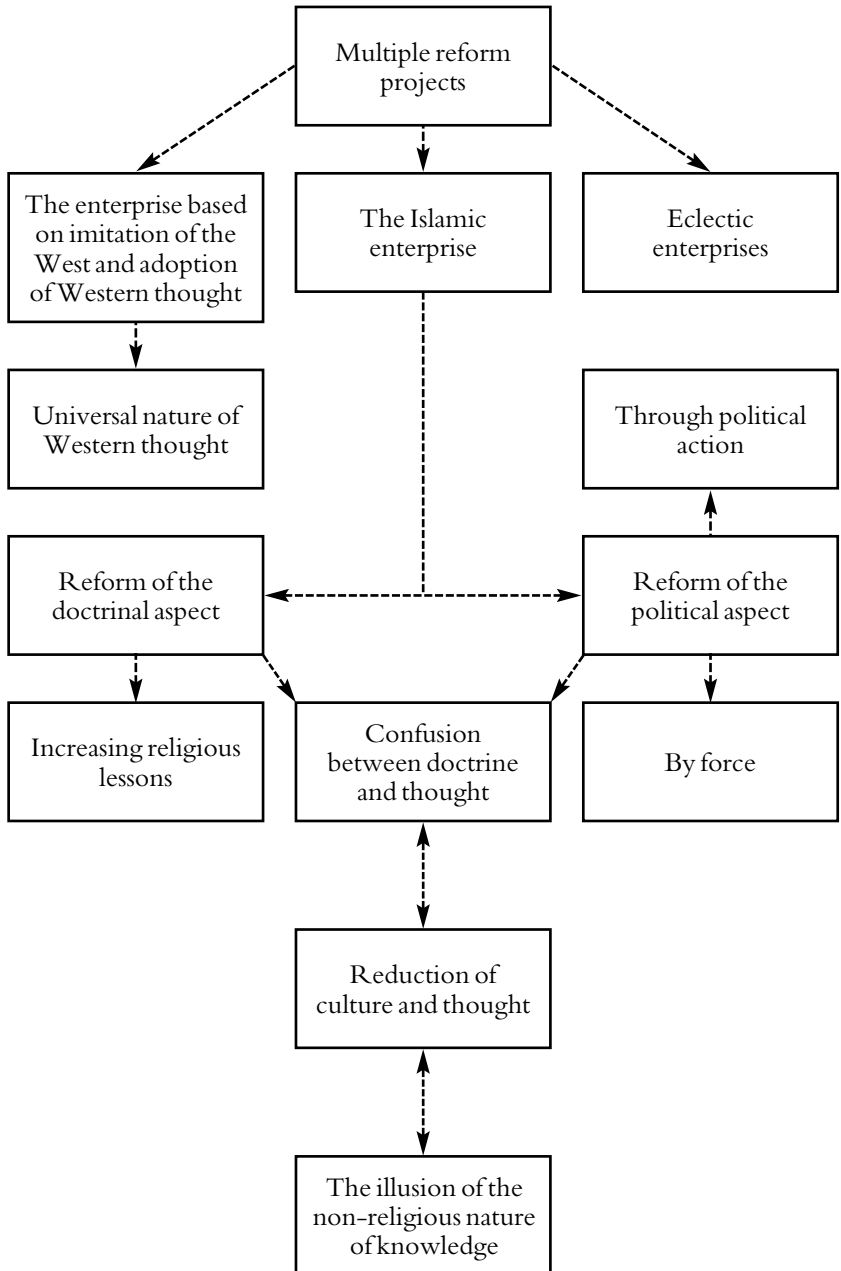 Multiple reform
projects
The enterprise based
on imitation of the
West and adoption
of Western thought
The Islamic
enterprise
Eclectic
enterprises
Universal nature of
Western thought
Through political
action
Reform of the
doctrinal aspect
Reform of the
political aspect
Increasing religious
lessons
Confusion
between doctrine
and thought
By force
Reduction of
culture and thought
The illusion of the
non-religious nature
of knowledge